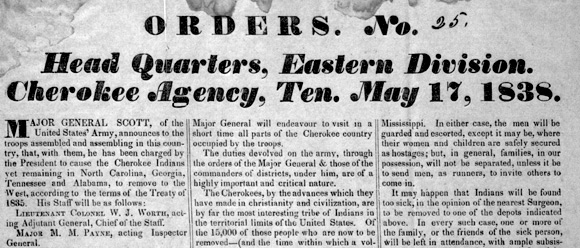 ORDERS. No. 25.
Head Quarters, Eastern Division.
Cherokee Agency, Ten. May 17, 1838.
MAJOR GENERAL SCOTT, of the
United States' Army, announces to the
troops assembled and assembling in this coun-
try, that, with them, he has been charged by
the President to cause the Cherokee Indians
yet remaining in North Carolina, Georgia,
Tennessee and Alabama, to remove to the
West, according to the terms of the Treaty of
1835. His Staff will be as follows:
LIEUTENANT COLONEL W. J. WORTH, act-
ing Adjutant General, Chief of the Staff.
MAJOR M. M. PAYNE, acting Inspector
General.
Major General will endeavour to visit in a
short time all parts of the Cherokee country
occupied by the troops.
The duties devolved on the army, through
the orders of the Major General & those of the
commanders of districts, under him, are of a
highly important and critical nature.
The Cherokees, by the advances which they
have made in christianity and civilization, are
by far the most interesting tribe of Indians in
the territorial limits of the United States. Of
the 15,000 of those people who are now to be
removed—(and the time within which a vol-
Mississippi. In either case, the men will be
guarded and escorted, except it may be, where
their women and children are safely secured
as hostages; but, in general, families, in our
possession, will not be separated, unless it be
to send men, as runners, to invite others to
come in.
It may happen that Indians will be found
too sick, in the opinion of the nearest Surgeon,
to be removed to one of the depots indicated
above. In every such case, one or more of
the family, or the friends of the sick person,
will be left in attendance, with ample subsis-